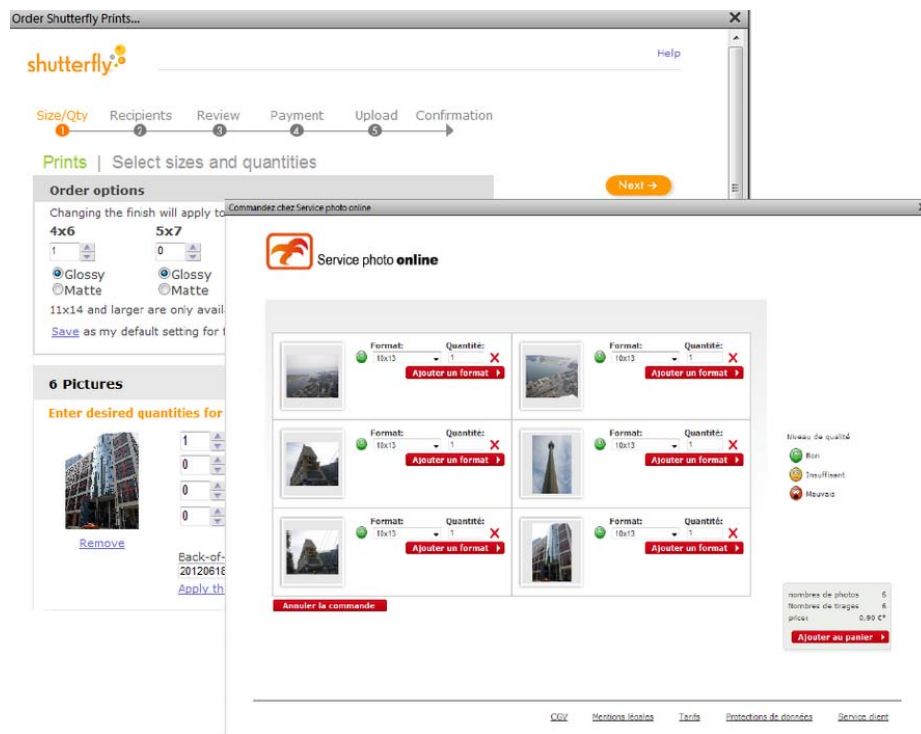 Order Shutterfly Prints...
shutterfly
Help
Size/Qty Recipients Review Payment Upload Confirmation
1 2 3 4 5
Prints | Select sizes and quantities
Next →
Order options
Changing the finish will apply to
4x6 5x7
1 0
Glossy Glossy
Matte Matte
11x14 and larger are only avail
Save as my default setting for
6 Pictures
Enter desired quantities for
1
0
0
0
Remove
Back-of-
20120618
Apply th
Commandez chez Service photo online
Service photo online
Format: Quantité: Format: Quantité:
10x13 1 10x13 1
Ajouter un format Ajouter un format
Format: Quantité: Format: Quantité:
10x13 1 10x13 1
Ajouter un format Ajouter un format
Format: Quantité: Format: Quantité:
10x13 1 10x13 1
Ajouter un format Ajouter un format
Annuler la commande
Niveau de qualité
Bon
Insuffisent
Mauvais
nombres de photos 6
Nombres de tirages 6
price: 0,90 €*
Ajouter au panier
CGV Mentions légales Tarifs Protections de données Service client